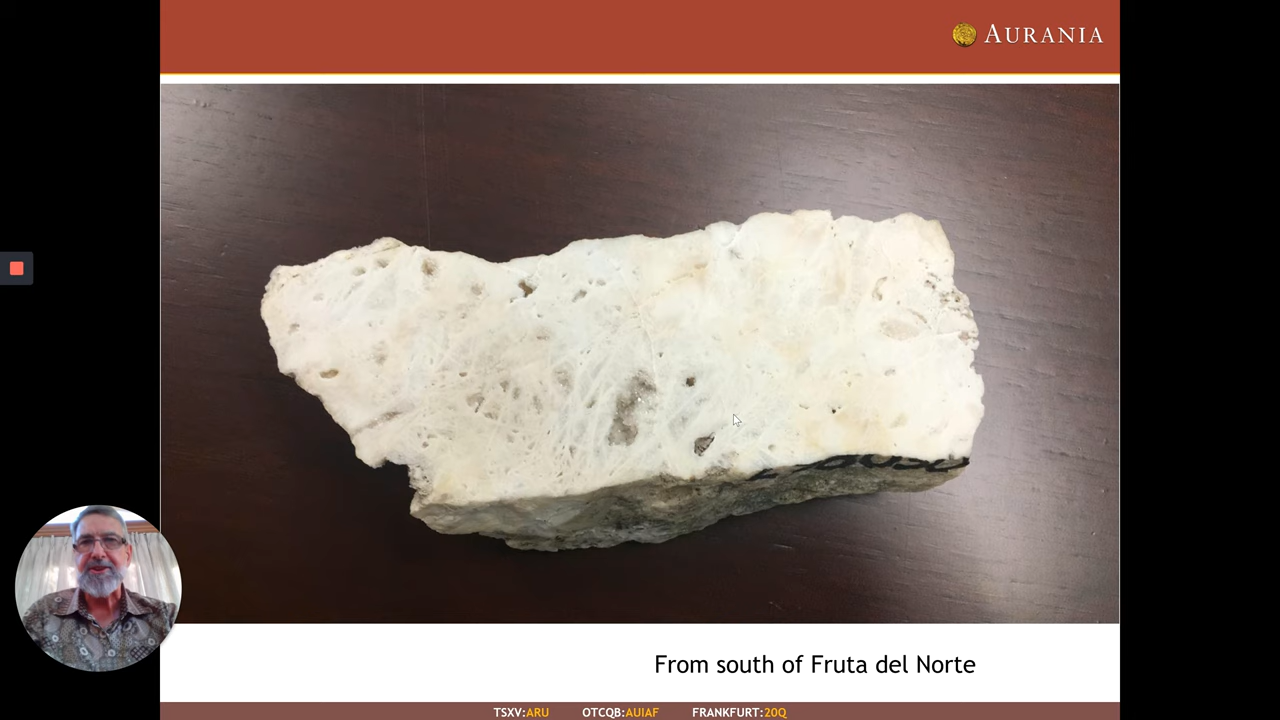 AURANIA
From south of Fruta del Norte
TSXV:ARU OTCQB:AUIAF FRANKFURT:20Q